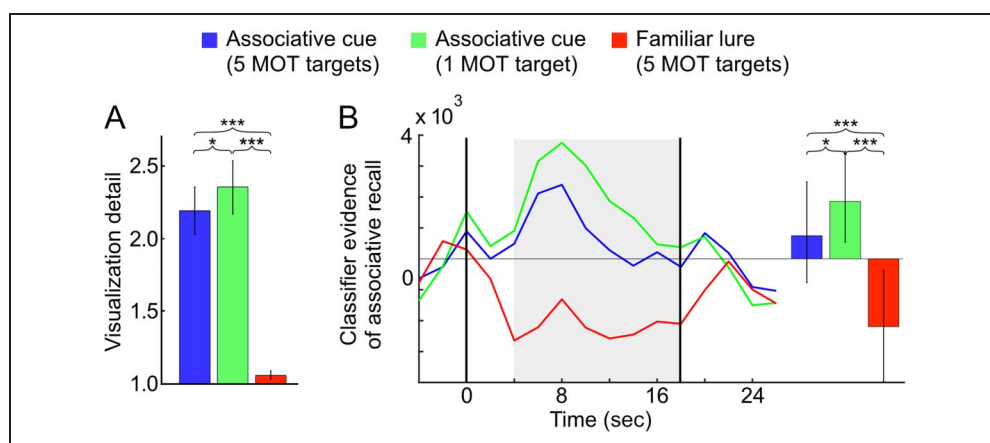 Associative cue
(5 MOT targets)
Associative cue
(1 MOT target)
Familiar lure
(5 MOT targets)
A
Visualization detail
2.5
2.0
1.5
1.0
***
*
***
B
Classifier evidence
of associative recall
x 10³
4
0
0
8
16
24
Time (sec)
***
*
***